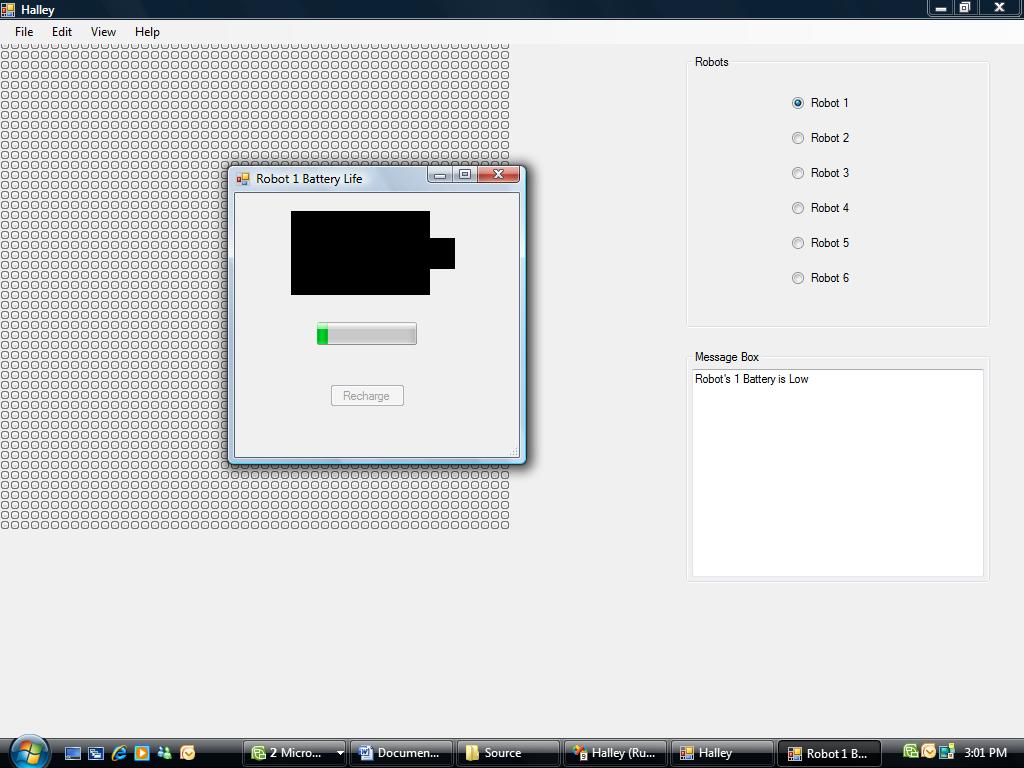 Halley
File Edit View Help
Robots
Robot 1
Robot 2
Robot 3
Robot 4
Robot 5
Robot 6
Robot 1 Battery Life
Recharge
Message Box
Robot's 1 Battery is Low
2 Micro... Documen... Source Halley (Ru... Halley Robot 1 B... 3:01 PM